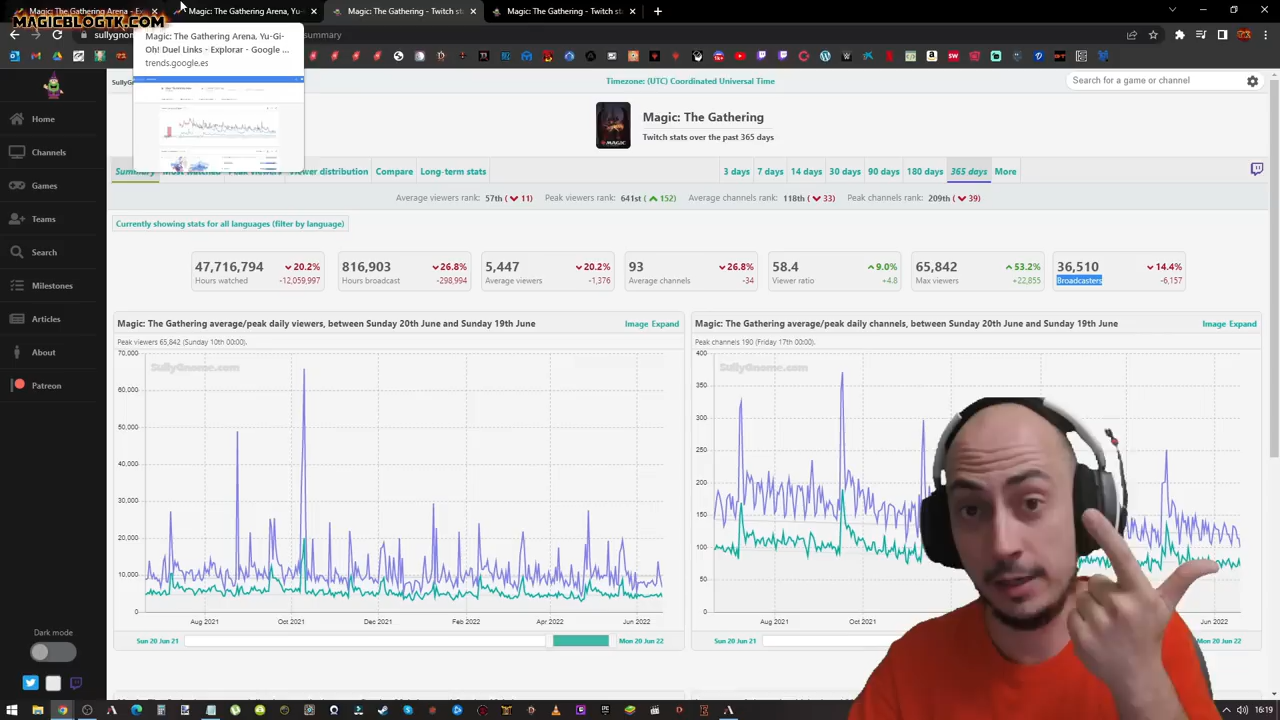 MAGICBLOGTK.COM
Magic: The Gathering - Twitch st
Magic: The Gathering - Twitch st
sullygn
ummary
Magic: The Gathering Arena, Yu-Gi-
Oh! Duel Links - Explorar - Google ...
trends.google.es
SullyGn
Timezone: (UTC) Coordinated Universal Time
Search for a game or channel
Home
Channels
Games
Teams
Search
Milestones
Articles
About
Patreon
Dark mode
Magic: The Gathering
Twitch stats over the past 365 days
Summary
Most watched
Peak viewers
Viewer distribution
Compare
Long-term stats
3 days
7 days
14 days
30 days
90 days
180 days
365 days
More
Average viewers rank: 57th ( 11) Peak viewers rank: 641st ( 152) Average channels rank: 118th ( 33) Peak channels rank: 209th ( 39)
Currently showing stats for all languages (filter by language)
47,716,794 20.2%
Hours watched -12,059,997
816,903 26.8%
Hours broadcast -298,994
5,447 20.2%
Average viewers -1,376
93 26.8%
Average channels -34
58.4 9.0%
Viewer ratio +4.8
65,842 53.2%
Max viewers +22,855
36,510 14.4%
Broadcasters -6,157
Magic: The Gathering average/peak daily viewers, between Sunday 20th June and Sunday 19th June
Image Expand
Peak viewers 65,842 (Sunday 10th 00:00).
SullyGnome.com
70,000
60,000
50,000
40,000
30,000
20,000
10,000
0
Aug 2021
Oct 2021
Dec 2021
Feb 2022
Apr 2022
Jun 2022
Sun 20 Jun 21
Mon 20 Jun 22
Magic: The Gathering average/peak daily channels, between Sunday 20th June and Sunday 19th June
Image Expand
Peak channels 190 (Friday 17th 00:00).
SullyGnome.com
400
350
300
250
200
150
100
50
0
Aug 2021
Oct 2021
Jun 2022
Sun 20 Jun 21
Mon 20 Jun 22
16:19